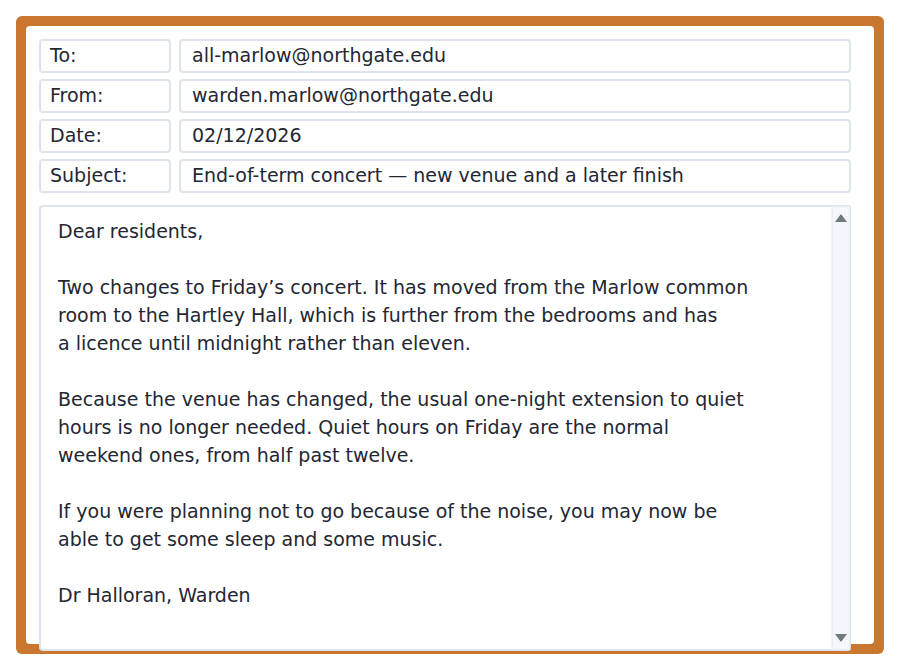 To: all-marlow@northgate.edu
From: warden.marlow@northgate.edu
Date: 02/12/2026
Subject: End-of-term concert — new venue and a later finish
Dear residents,
Two changes to Friday’s concert. It has moved from the Marlow common
room to the Hartley Hall, which is further from the bedrooms and has
a licence until midnight rather than eleven.
Because the venue has changed, the usual one-night extension to quiet
hours is no longer needed. Quiet hours on Friday are the normal
weekend ones, from half past twelve.
If you were planning not to go because of the noise, you may now be
able to get some sleep and some music.
Dr Halloran, Warden